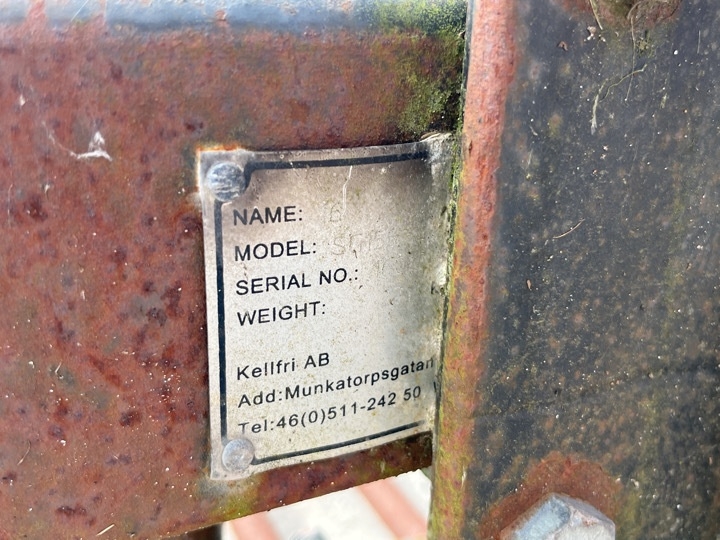 NAME:
MODEL:
SERIAL NO.:
WEIGHT:
Kellfri AB
Add:Munkatorpsgatan
Tel:46(0)511-242 50